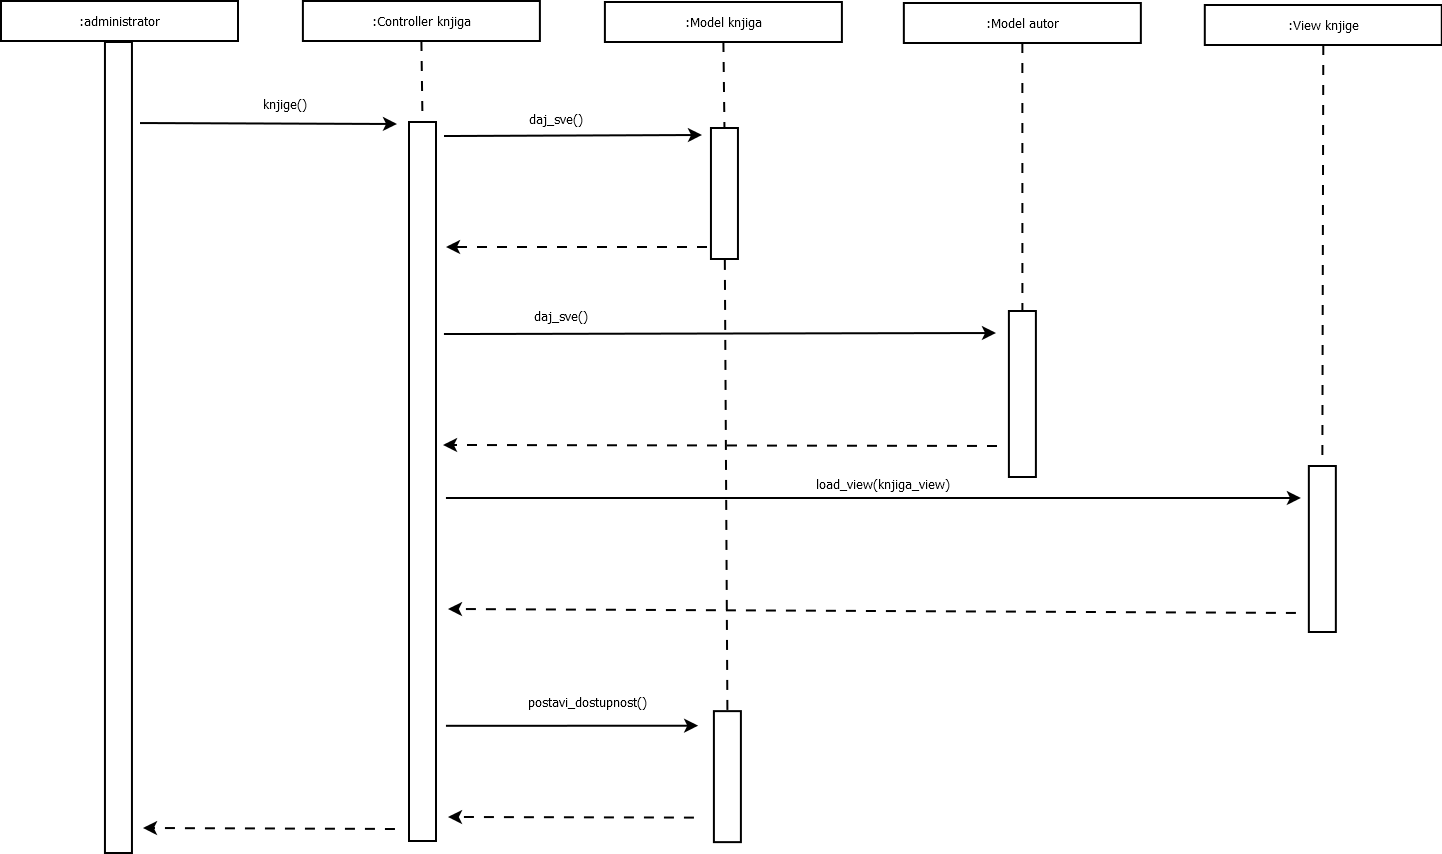 :administrator
:Controller knjiga
:Model knjiga
:Model autor
:View knjige
knjige()
daj_sve()
daj_sve()
load_view(knjiga_view)
postavi_dostupnost()